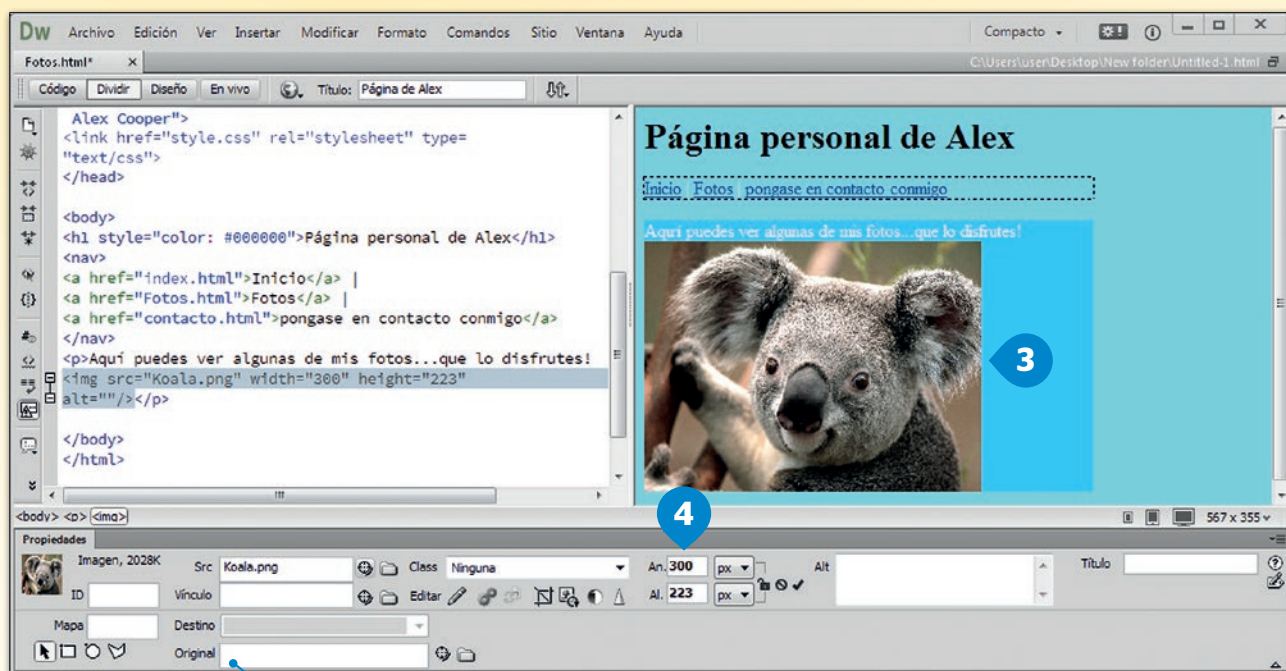 Dw Archivo Edición Ver Insertar Modificar Formato Comandos Sitio Ventana Ayuda Compacto
Fotos.html* × C:\Users\user\Desktop\New folder\Untitled-1.html
Código Dividir Diseño En vivo Título: Página de Alex
Alex Cooper">
<link href="style.css" rel="stylesheet" type=
"text/css">
</head>
<body>
<h1 style="color: #000000">Página personal de Alex</h1>
<nav>
<a href="index.html">Inicio</a> |
<a href="Fotos.html">Fotos</a> |
<a href="contacto.html">pongase en contacto conmigo</a>
</nav>
<p>Aquí puedes ver algunas de mis fotos...que lo disfrutes!
<img src="Koala.png" width="300" height="223"
alt=""/></p>
</body>
</html>
Página personal de Alex
Inicio | Fotos | pongase en contacto conmigo
Aquí puedes ver algunas de mis fotos...que lo disfrutes!
3
4
<body> <p> <img> 567 x 355
Propiedades
Imagen, 2028K Src Koala.png Class Ninguna An. 300 px Alt Título
ID Vínculo Editar Al. 223 px
Mapa Destino
Original